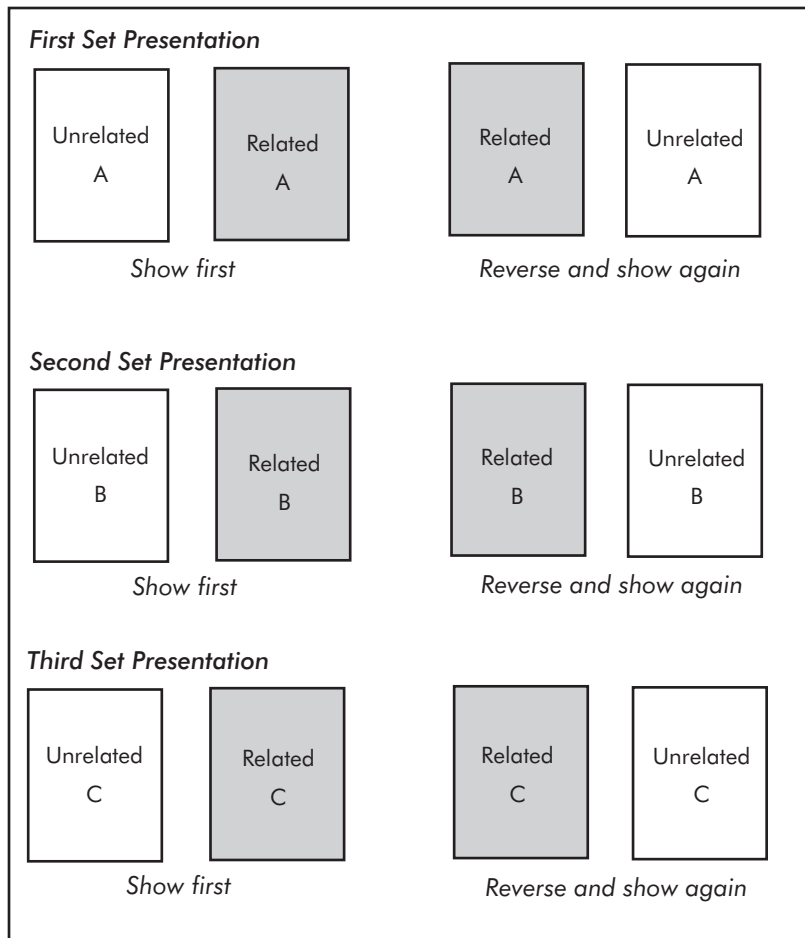 First Set Presentation
Unrelated
A
Related
A
Related
A
Unrelated
A
Show first
Reverse and show again
Second Set Presentation
Unrelated
B
Related
B
Related
B
Unrelated
B
Show first
Reverse and show again
Third Set Presentation
Unrelated
C
Related
C
Related
C
Unrelated
C
Show first
Reverse and show again